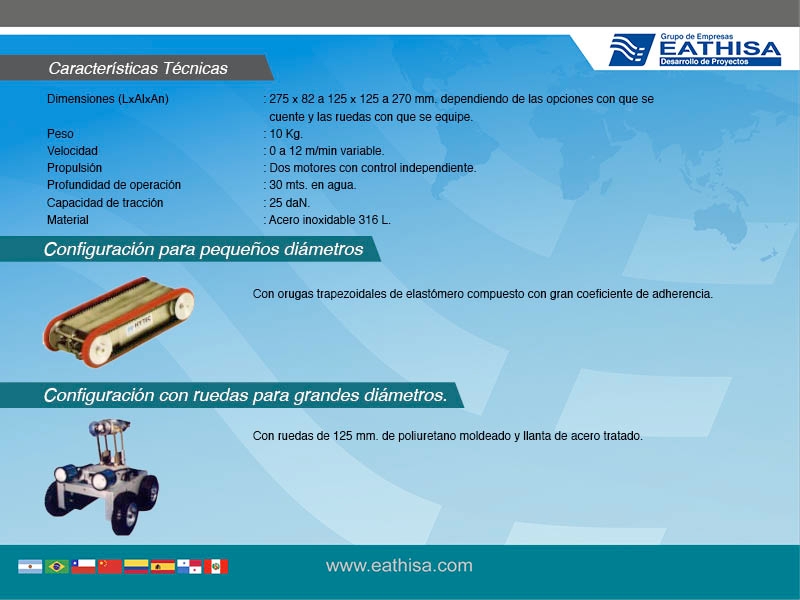 Grupo de Empresas
EATHISA
Desarrollo de Proyectos
Características Técnicas
Dimensiones (LxAlxAn) : 275 x 82 a 125 x 125 a 270 mm. dependiendo de las opciones con que se
cuente y las ruedas con que se equipe.
Peso : 10 Kg.
Velocidad : 0 a 12 m/min variable.
Propulsión : Dos motores con control independiente.
Profundidad de operación : 30 mts. en agua.
Capacidad de tracción : 25 daN.
Material : Acero inoxidable 316 L.
Configuración para pequeños diámetros
HYTEC
Con orugas trapezoidales de elastómero compuesto con gran coeficiente de adherencia.
Configuración con ruedas para grandes diámetros.
Con ruedas de 125 mm. de poliuretano moldeado y llanta de acero tratado.
www.eathisa.com